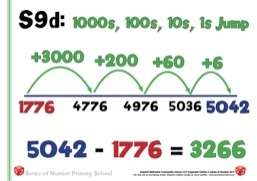 S9d: 1000s, 100s, 10s, 1s Jump
+3000 +200 +60 +6
1776 4776 4976 5036 5042
5042 - 1776 = 3266
Sense of Number Primary School